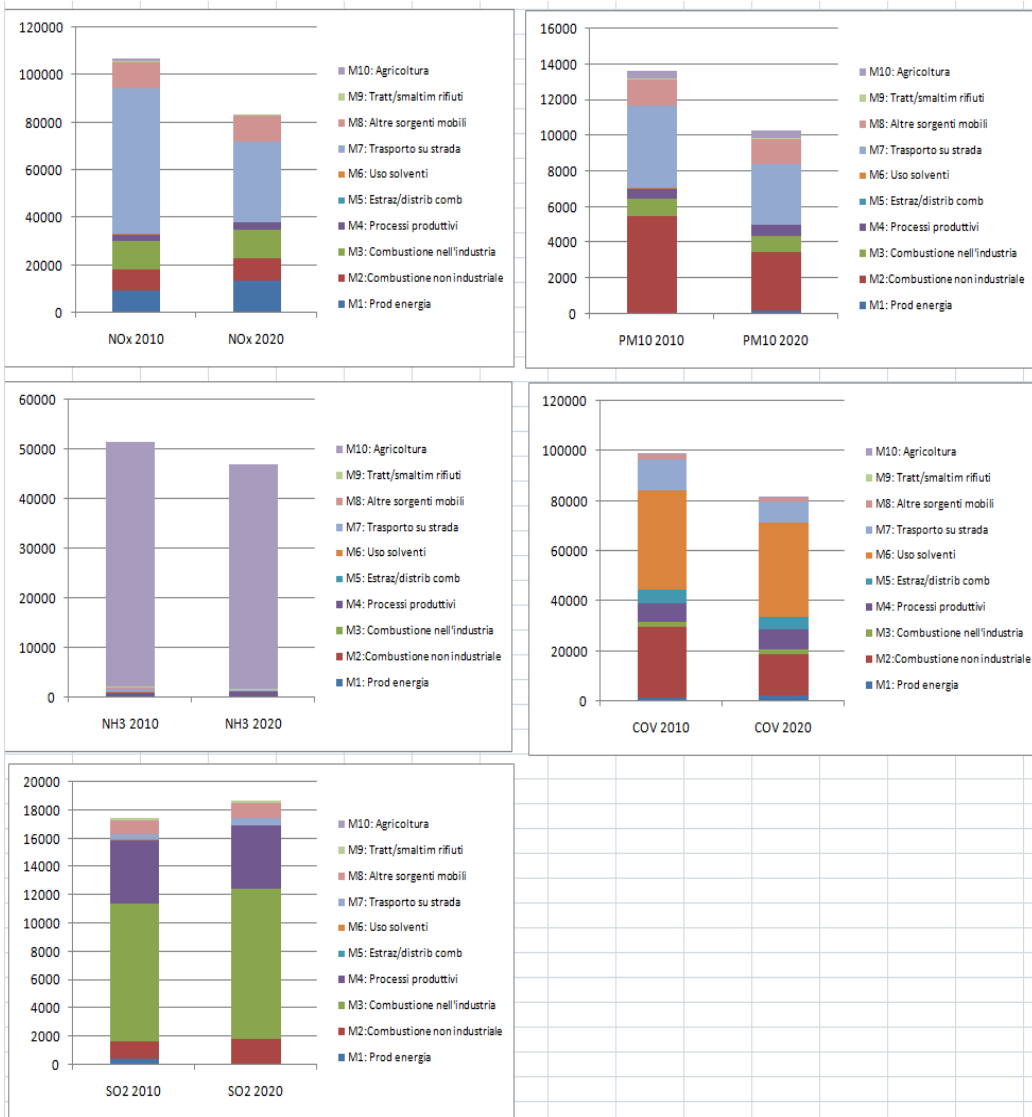 120000
100000
80000
60000
40000
20000
0
NOx 2010
NOx 2020
M10: Agricoltura
M9: Tratt/smaltim rifiuti
M8: Altre sorgenti mobili
M7: Trasporto su strada
M6: Uso solventi
M5: Estraz/distrib comb
M4: Processi produttivi
M3: Combustione nell'industria
M2:Combustione non industriale
M1: Prod energia
16000
14000
12000
10000
8000
6000
4000
2000
0
PM10 2010
PM10 2020
M10: Agricoltura
M9: Tratt/smaltim rifiuti
M8: Altre sorgenti mobili
M7: Trasporto su strada
M6: Uso solventi
M5: Estraz/distrib comb
M4: Processi produttivi
M3: Combustione nell'industria
M2:Combustione non industriale
M1: Prod energia
60000
50000
40000
30000
20000
10000
0
NH3 2010
NH3 2020
M10: Agricoltura
M9: Tratt/smaltim rifiuti
M8: Altre sorgenti mobili
M7: Trasporto su strada
M6: Uso solventi
M5: Estraz/distrib comb
M4: Processi produttivi
M3: Combustione nell'industria
M2:Combustione non industriale
M1: Prod energia
120000
100000
80000
60000
40000
20000
0
COV 2010
COV 2020
M10: Agricoltura
M9: Tratt/smaltim rifiuti
M8: Altre sorgenti mobili
M7: Trasporto su strada
M6: Uso solventi
M5: Estraz/distrib comb
M4: Processi produttivi
M3: Combustione nell'industria
M2:Combustione non industriale
M1: Prod energia
20000
18000
16000
14000
12000
10000
8000
6000
4000
2000
0
SO2 2010
SO2 2020
M10: Agricoltura
M9: Tratt/smaltim rifiuti
M8: Altre sorgenti mobili
M7: Trasporto su strada
M6: Uso solventi
M5: Estraz/distrib comb
M4: Processi produttivi
M3: Combustione nell'industria
M2:Combustione non industriale
M1: Prod energia